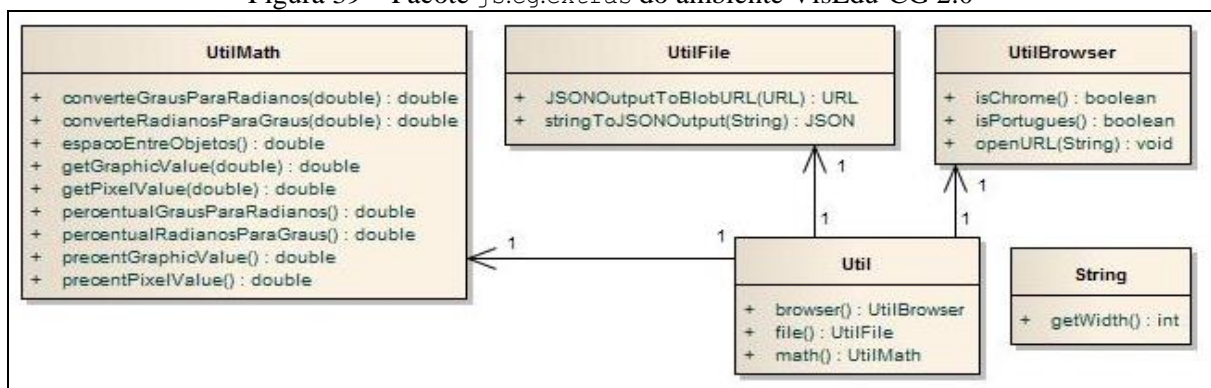 Figura 39 – Pacote js.cg.extras do ambiente VisEdu-CG 2.0
UtilMath
+ converteGrausParaRadianos(double) : double
+ converteRadianosParaGraus(double) : double
+ espacoEntreObjetos() : double
+ getGraphicValue(double) : double
+ getPixelValue(double) : double
+ percentualGrausParaRadianos() : double
+ percentualRadianosParaGraus() : double
+ precentGraphicValue() : double
+ precentPixelValue() : double
UtilFile
+ JSONOutputToBlobURL(URL) : URL
+ stringToJSONOutput(String) : JSON
UtilBrowser
+ isChrome() : boolean
+ isPortugues() : boolean
+ openURL(String) : void
1
1
1
1
1
1
Util
+ browser() : UtilBrowser
+ file() : UtilFile
+ math() : UtilMath
String
+ getWidth() : int